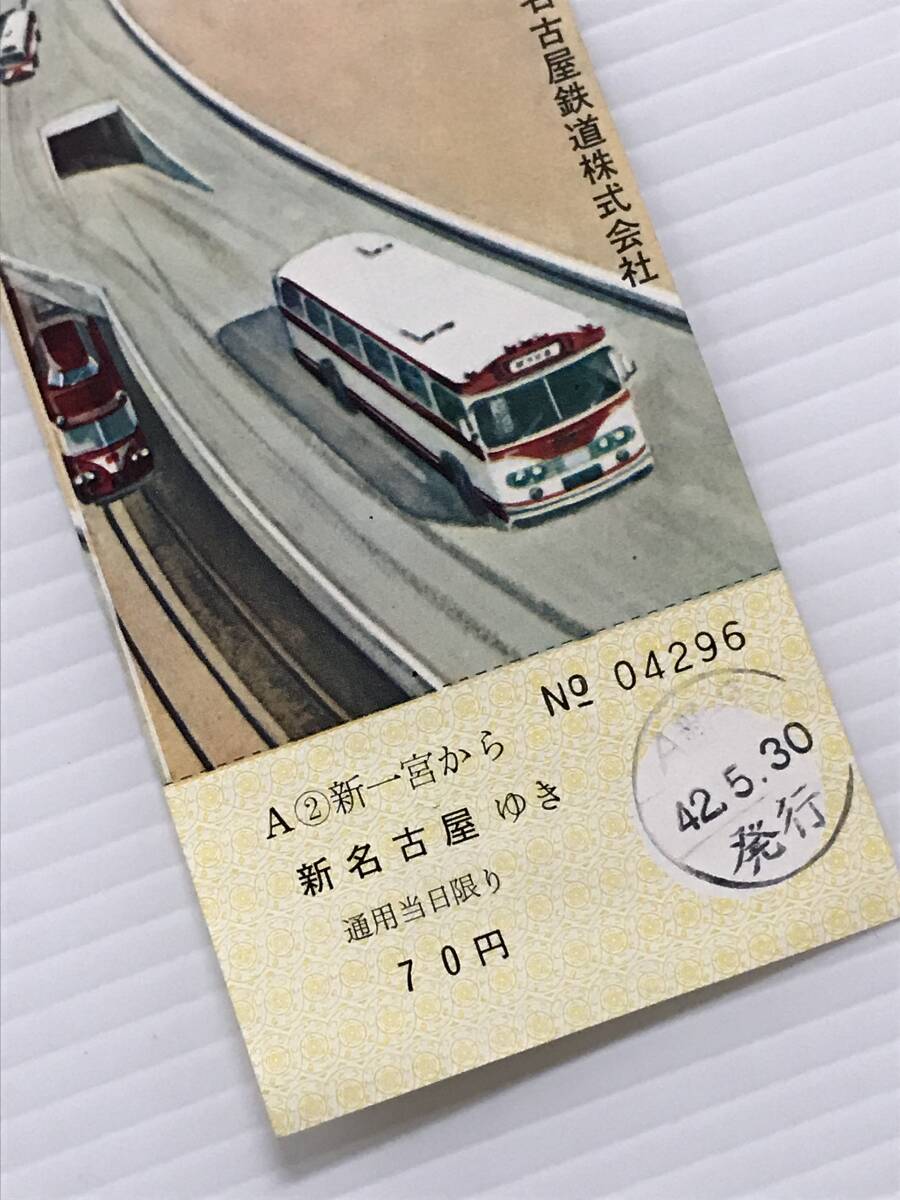 名古屋鉄道株式会社
№ 04296
A②新一宮から
新名古屋ゆき
通用当日限り
70円
42.5.30
発行